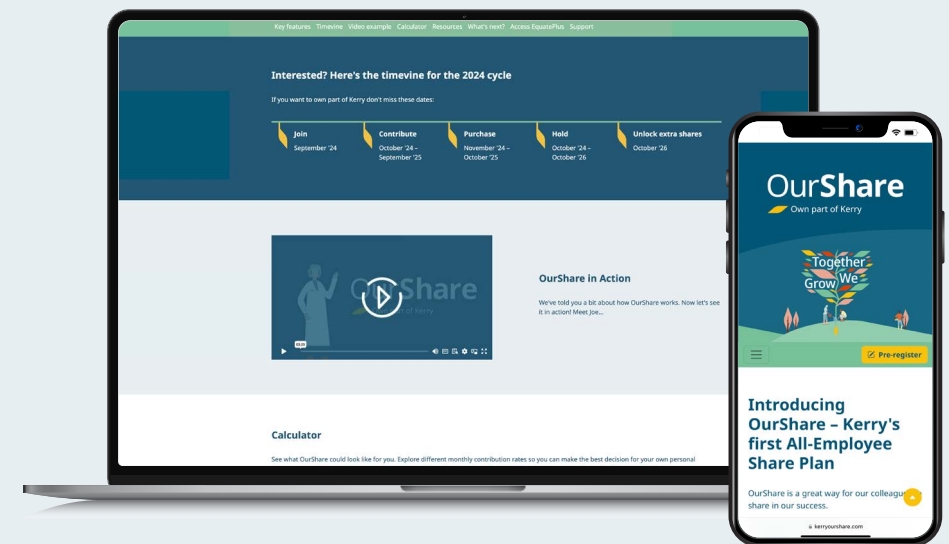 Key features Timevine Video example Calculator Resources What's next? Access EquatePlus Support
Interested? Here's the timevine for the 2024 cycle
If you want to own part of Kerry don't miss these dates:
Join
September '24
Contribute
October '24 –
September '25
Purchase
November '24 –
October '25
Hold
October '24 –
October '26
Unlock extra shares
October '26
OurShare
Own part of Kerry
OurShare in Action
We've told you a bit about how OurShare works. Now let's see
it in action! Meet Joe...
Calculator
See what OurShare could look like for you. Explore different monthly contribution rates so you can make the best decision for your own personal
OurShare
Own part of Kerry
Together
We
Grow
Pre-register
Introducing
OurShare – Kerry's
first All-Employee
Share Plan
OurShare is a great way for our
share in our success.
kerryourshare.com